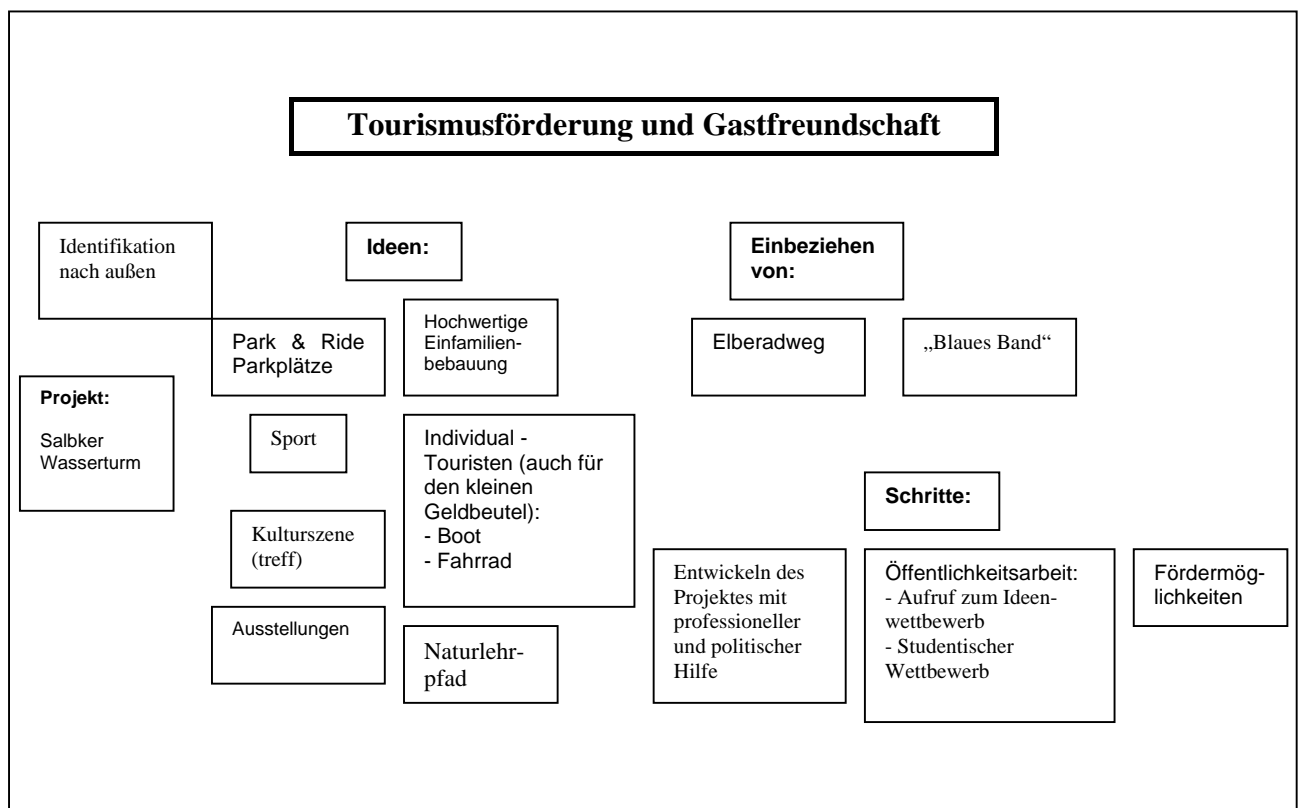 Tourismusförderung und Gastfreundschaft
Identifikation
nach außen
Projekt:
Salbker
Wasserturm
Ideen:
Park & Ride
Parkplätze
Hochwertige
Einfamilien-
bebauung
Sport
Individual -
Touristen (auch für
den kleinen
Geldbeutel):
- Boot
- Fahrrad
Kulturszene
(treff)
Ausstellungen
Naturlehr-
pfad
Einbeziehen
von:
Elberadweg
„Blaues Band“
Schritte:
Entwickeln des
Projektes mit
professioneller
und politischer
Hilfe
Öffentlichkeitsarbeit:
- Aufruf zum Ideen-
wettbewerb
- Studentischer
Wettbewerb
Fördermög-
lichkeiten